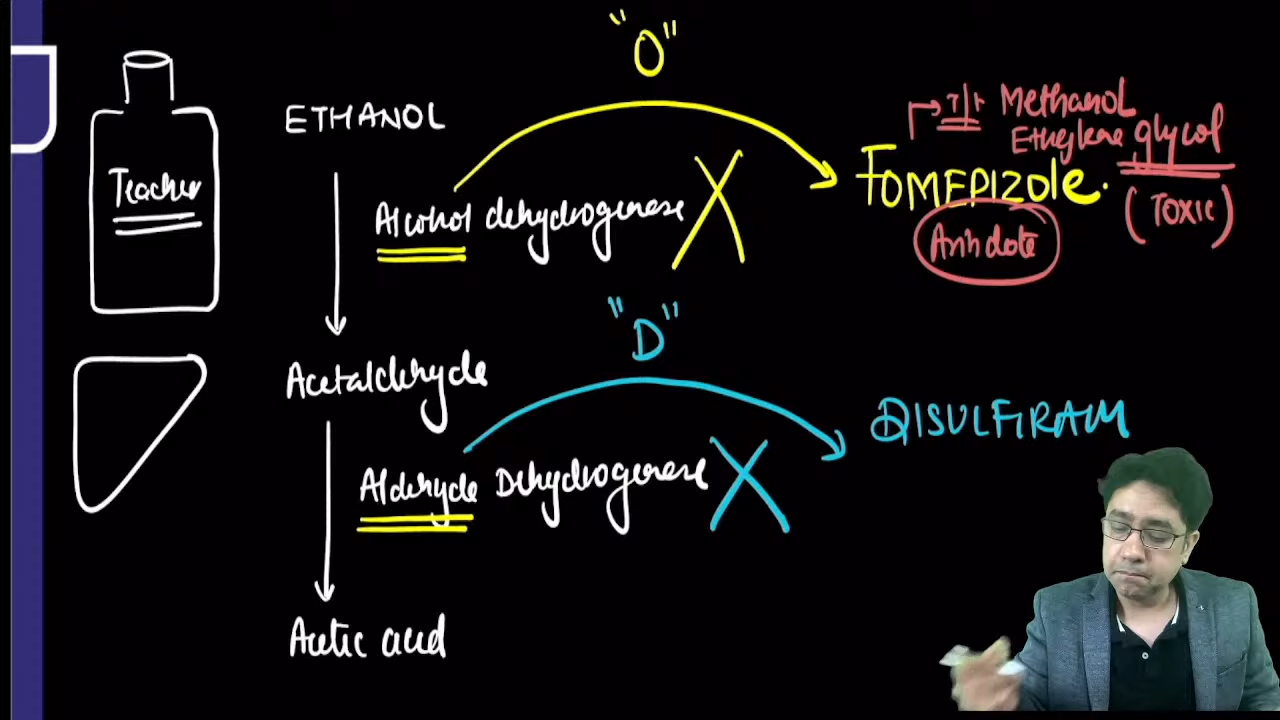 Teacher
ETHANOL
"O"
Alcohol dehydrogenase
Methanol
Ethylene glycol
FOMEPIZOLE.
(TOXIC)
Antidote
Acetaldehyde
"D"
Aldehyde Dehydrogenase
DISULFIRAM
Acetic acid